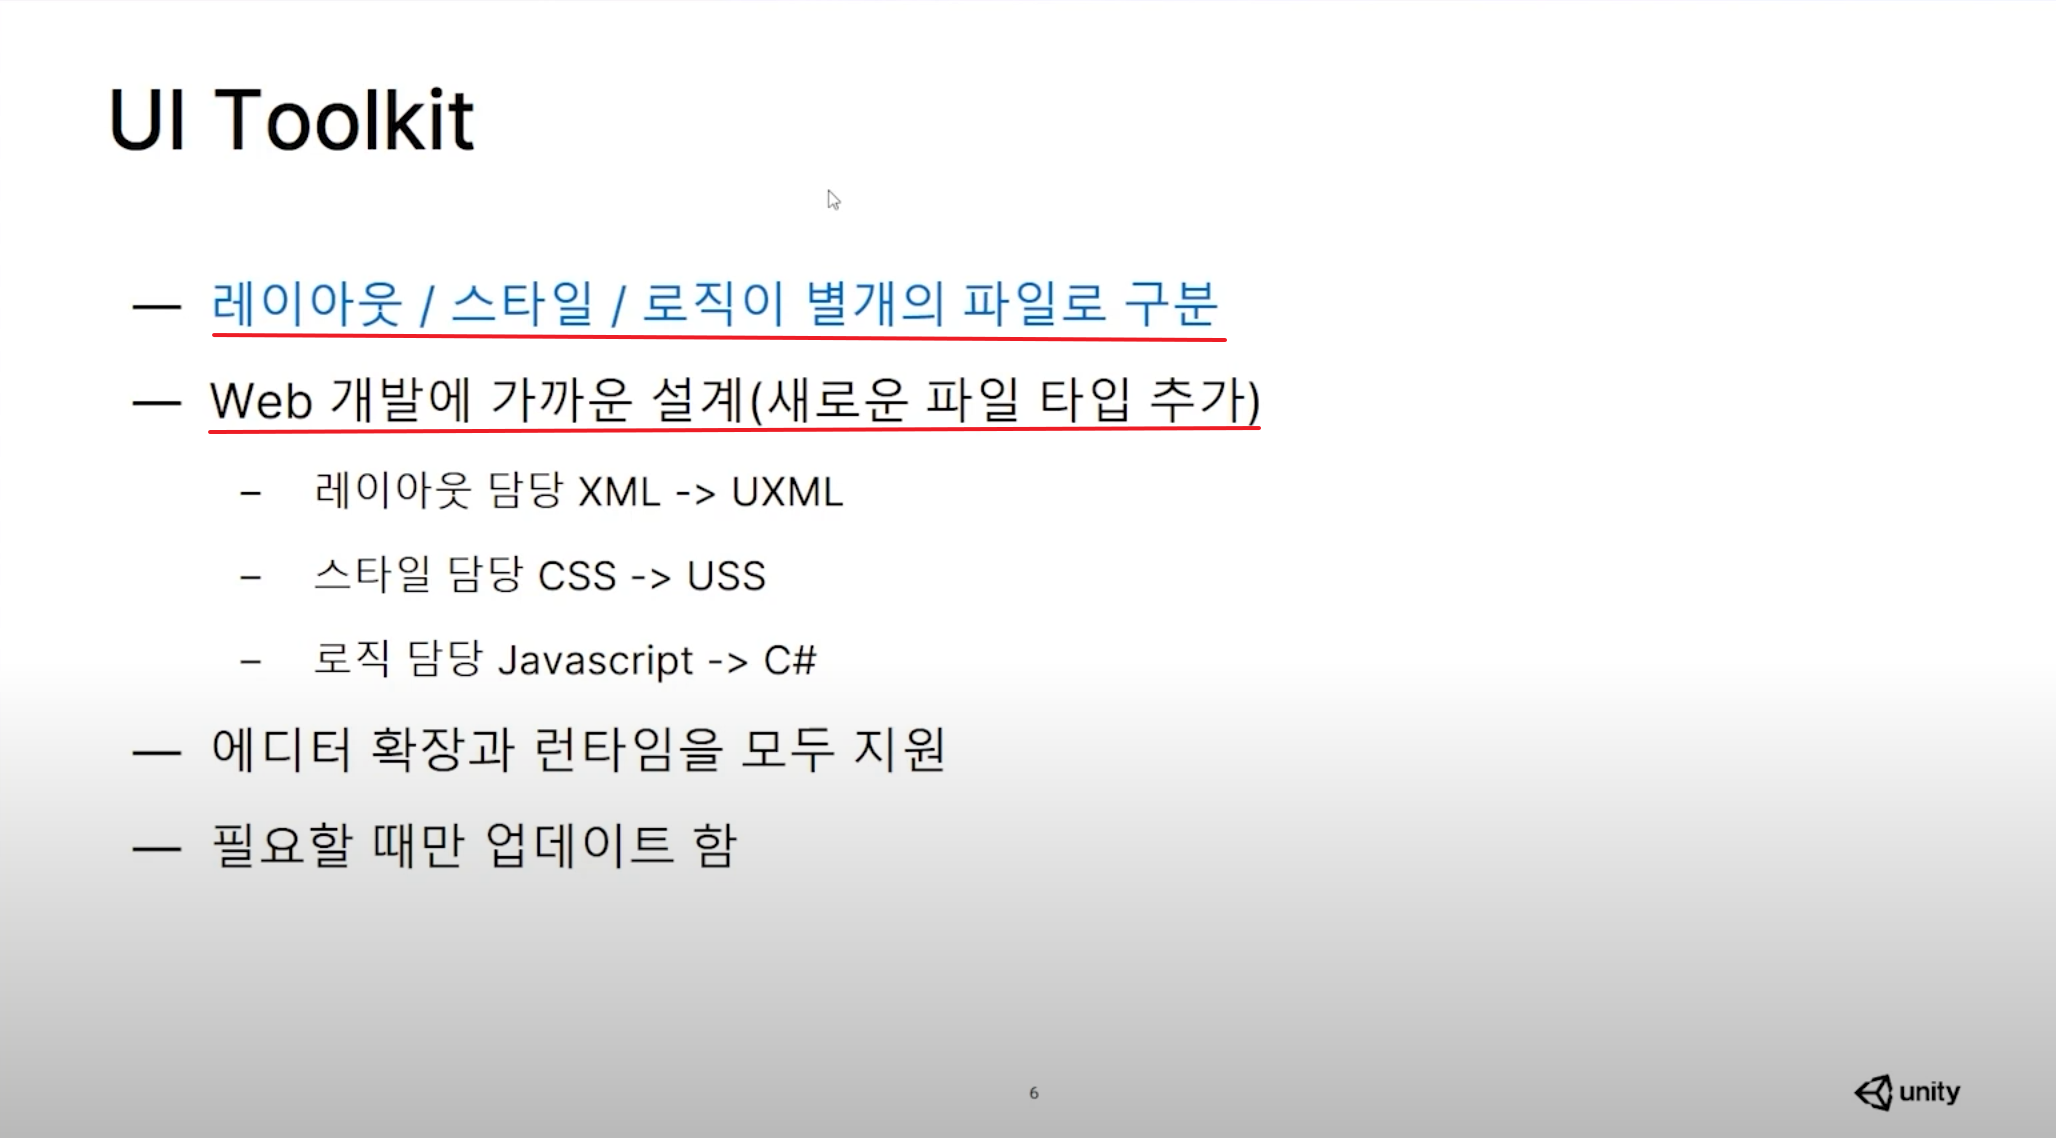 UI Toolkit
— 레이아웃 / 스타일 / 로직이 별개의 파일로 구분
— Web 개발에 가까운 설계(새로운 파일 타입 추가)
– 레이아웃 담당 XML -> UXML
– 스타일 담당 CSS -> USS
– 로직 담당 Javascript -> C#
— 에디터 확장과 런타임을 모두 지원
— 필요할 때만 업데이트 함
6
unity